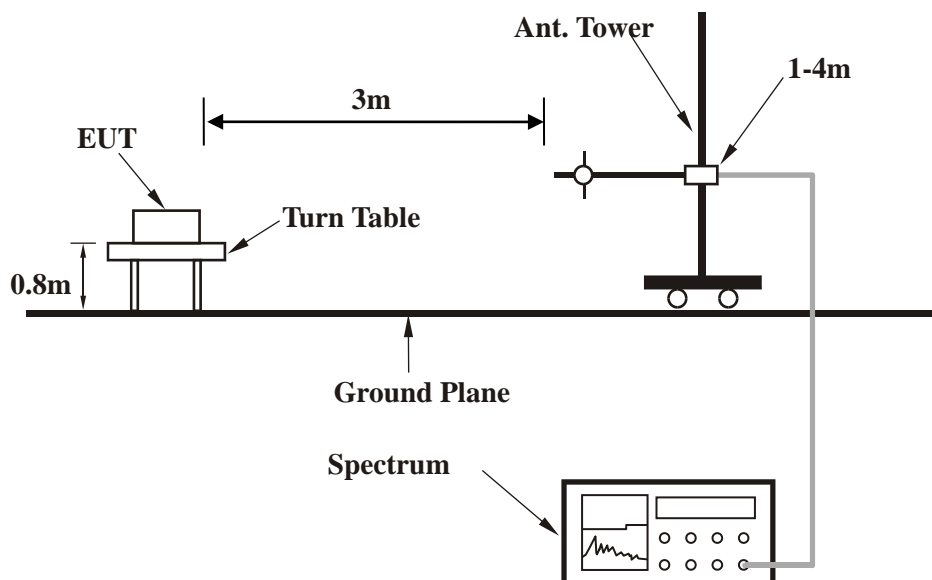 Ant. Tower
1-4m
3m
EUT
Turn Table
0.8m
Ground Plane
Spectrum